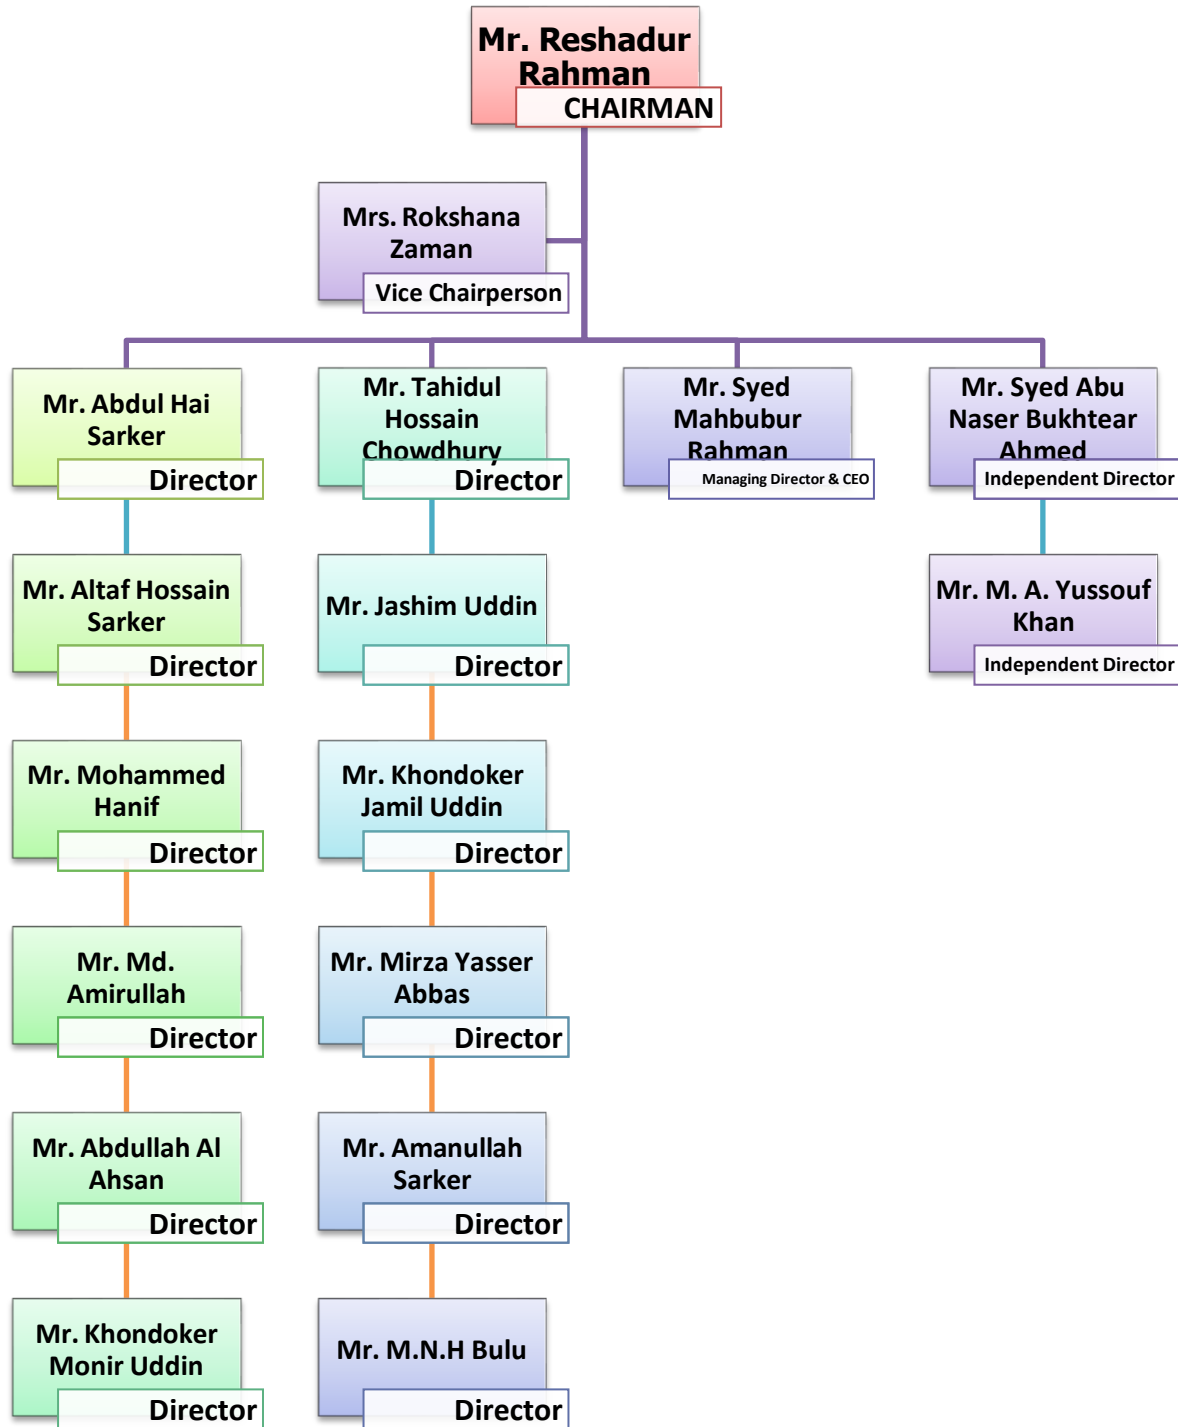 Mr. Reshadur
Rahman
CHAIRMAN
Mrs. Rokshana
Zaman
Vice Chairperson
Mr. Abdul Hai
Sarker
Director
Mr. Tahidul
Hossain
Chowdhury
Director
Mr. Syed
Mahbubur
Rahman
Managing Director & CEO
Mr. Syed Abu
Naser Bukhtear
Ahmed
Independent Director
Mr. Altaf Hossain
Sarker
Director
Mr. Jashim Uddin
Director
Mr. M. A. Yussouf
Khan
Independent Director
Mr. Mohammed
Hanif
Director
Mr. Khondoker
Jamil Uddin
Director
Mr. Md.
Amirullah
Director
Mr. Mirza Yasser
Abbas
Director
Mr. Abdullah Al
Ahsan
Director
Mr. Amanullah
Sarker
Director
Mr. Khondoker
Monir Uddin
Director
Mr. M.N.H Bulu
Director